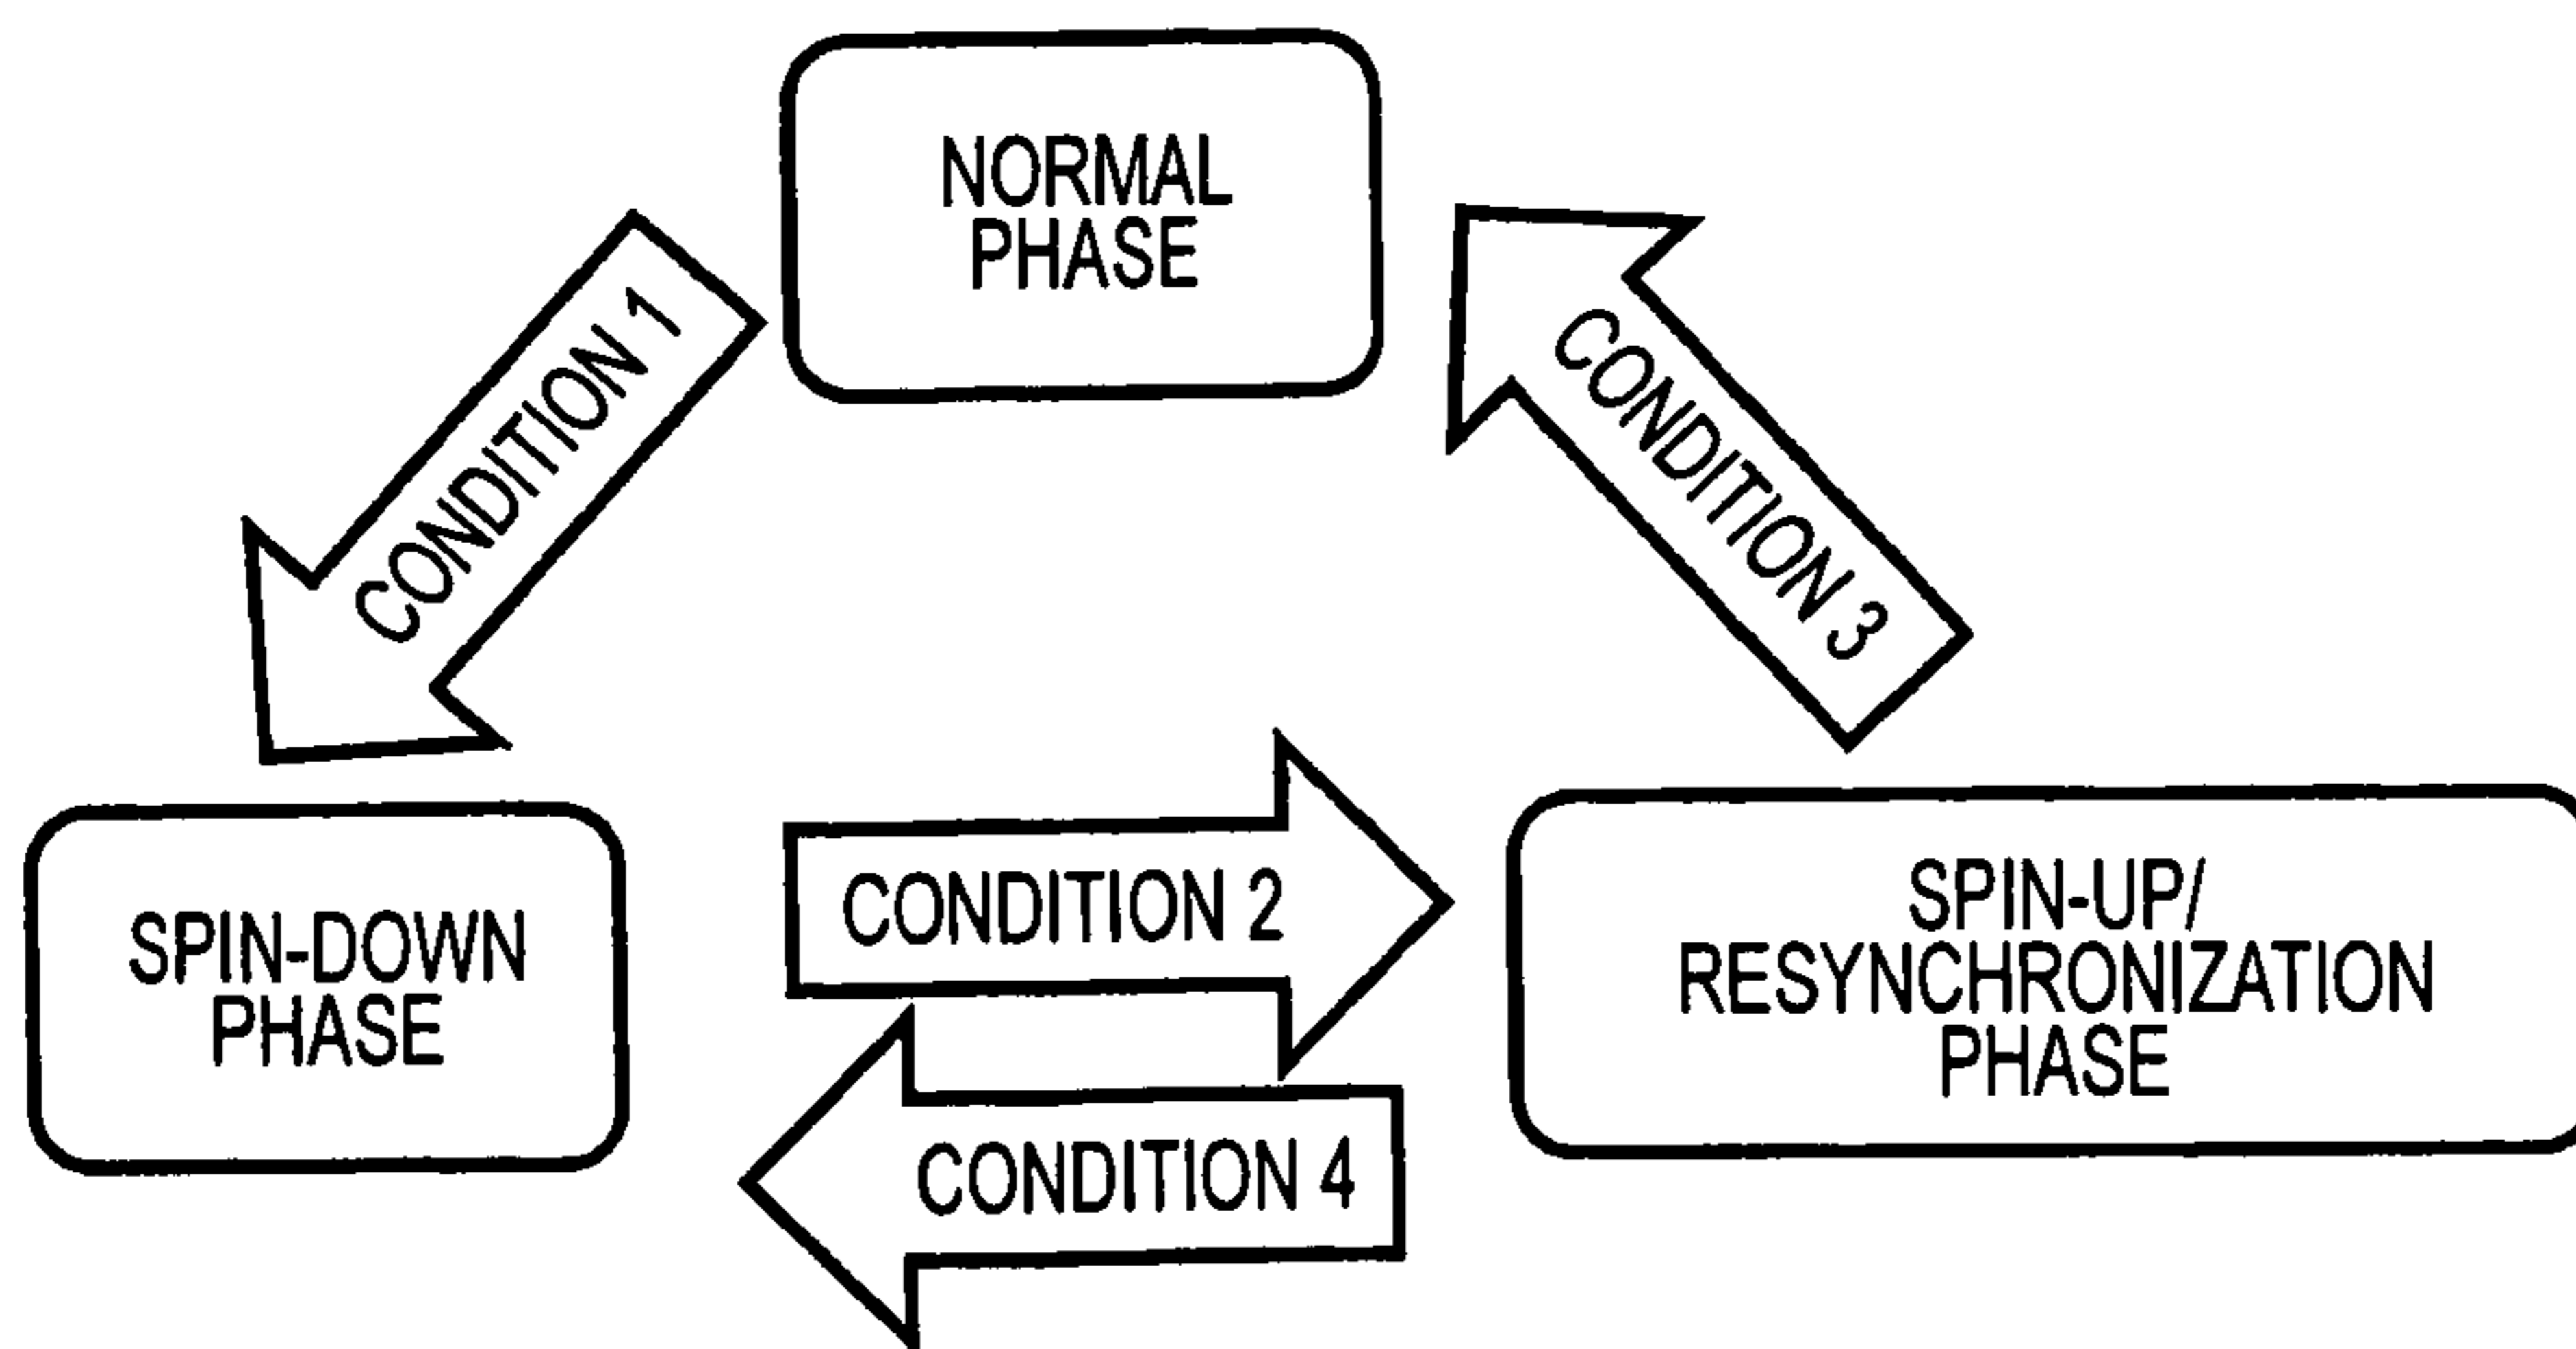 NORMAL
PHASE
CONDITION 1
CONDITION 3
SPIN-DOWN
PHASE
CONDITION 2
CONDITION 4
SPIN-UP/
RESYNCHRONIZATION
PHASE